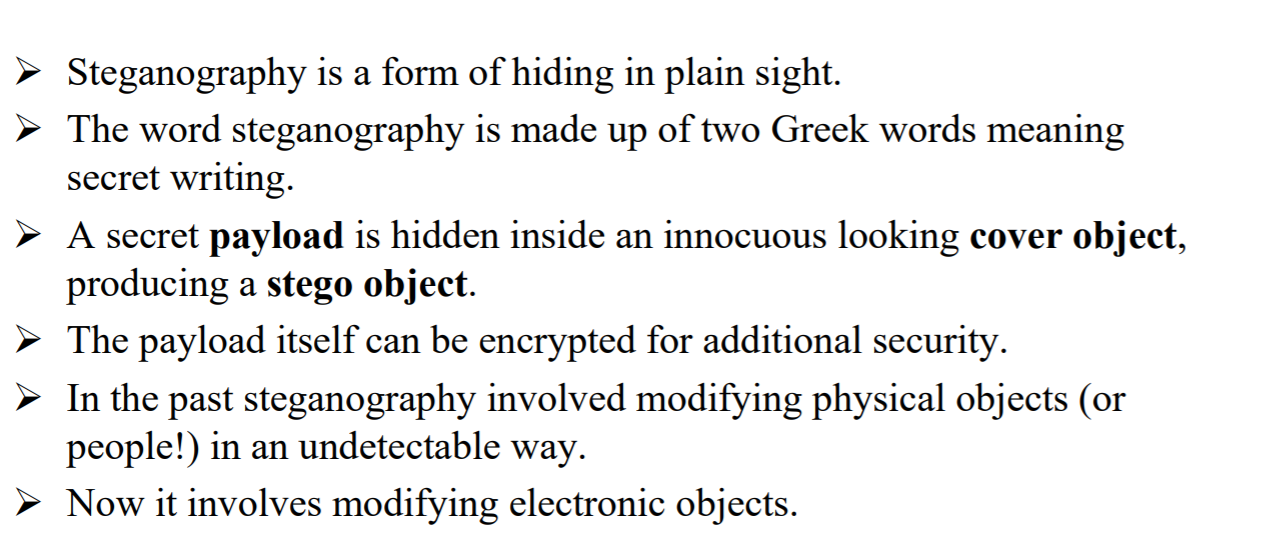 ➢ Steganography is a form of hiding in plain sight.
➢ The word steganography is made up of two Greek words meaning
secret writing.
➢ A secret payload is hidden inside an innocuous looking cover object,
producing a stego object.
➢ The payload itself can be encrypted for additional security.
➢ In the past steganography involved modifying physical objects (or
people!) in an undetectable way.
➢ Now it involves modifying electronic objects.